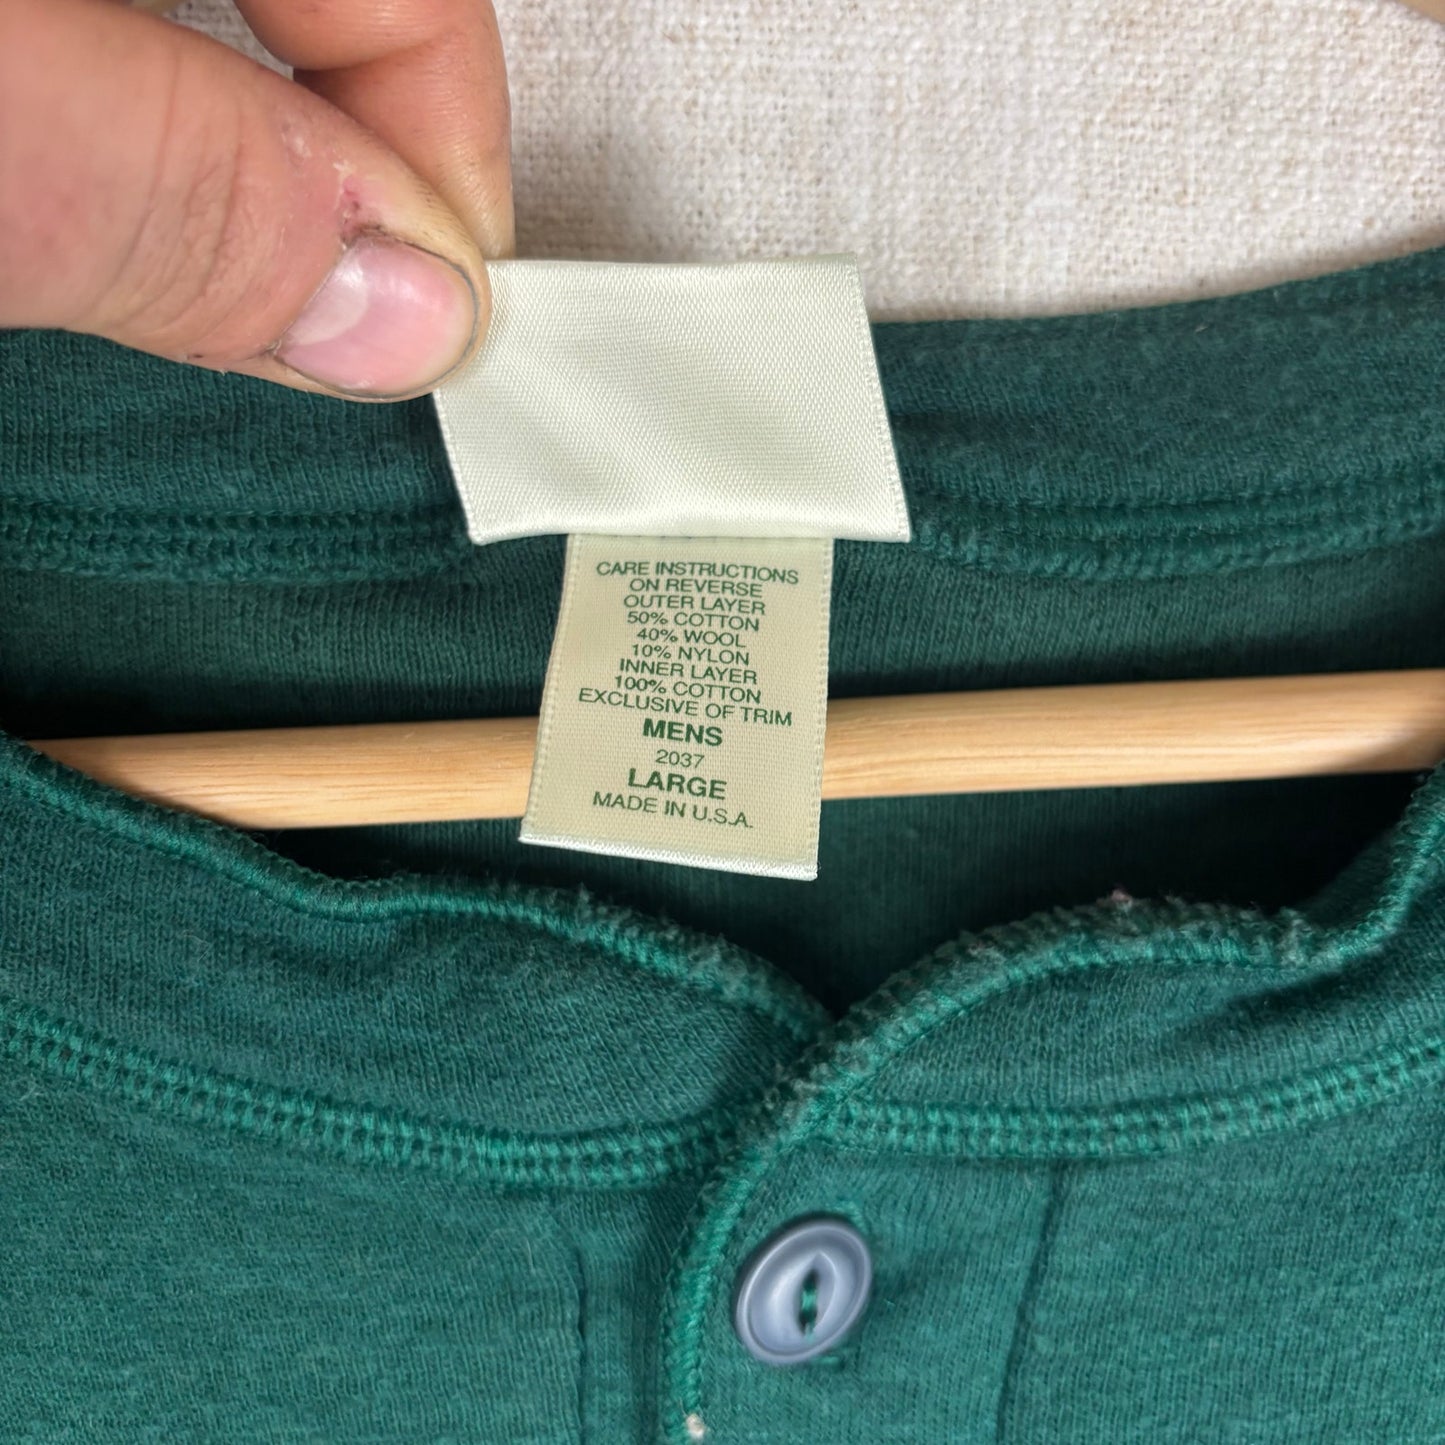 CARE INSTRUCTIONS
ON REVERSE
OUTER LAYER
50% COTTON
40% WOOL
10% NYLON
INNER LAYER
100% COTTON
EXCLUSIVE OF TRIM
MENS
2037
LARGE
MADE IN U.S.A.